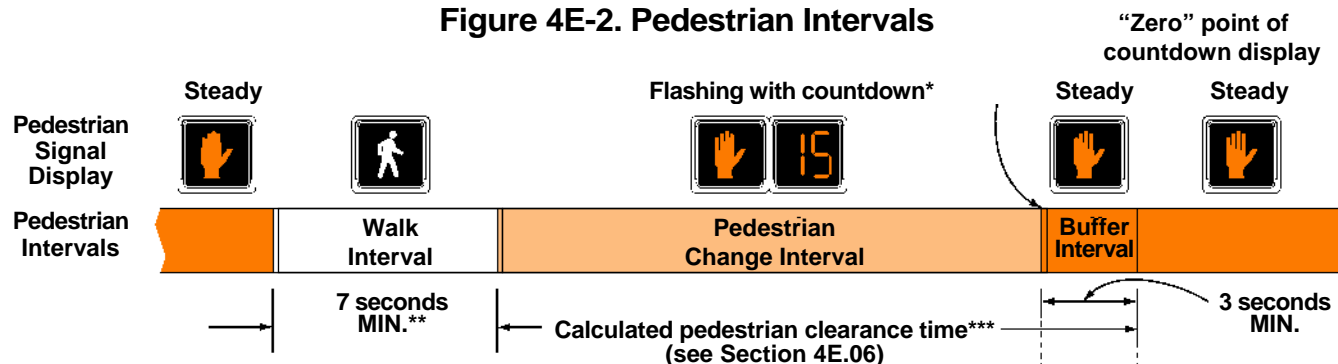 Figure 4E-2. Pedestrian Intervals
“Zero” point of
countdown display
Steady
Flashing with countdown*
Steady
Steady
Pedestrian
Signal
Display
15
Pedestrian
Intervals
Walk
Interval
Pedestrian
Change Interval
Buffer
Interval
7 seconds
MIN.**
Calculated pedestrian clearance time***
(see Section 4E.06)
3 seconds
MIN.